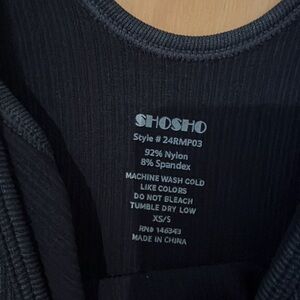 SHOSHO
Style # 24RMP03
92% Nylon
8% Spandex
MACHINE WASH COLD
LIKE COLORS
DO NOT BLEACH
TUMBLE DRY LOW
XS/S
RN# 146343
MADE IN CHINA